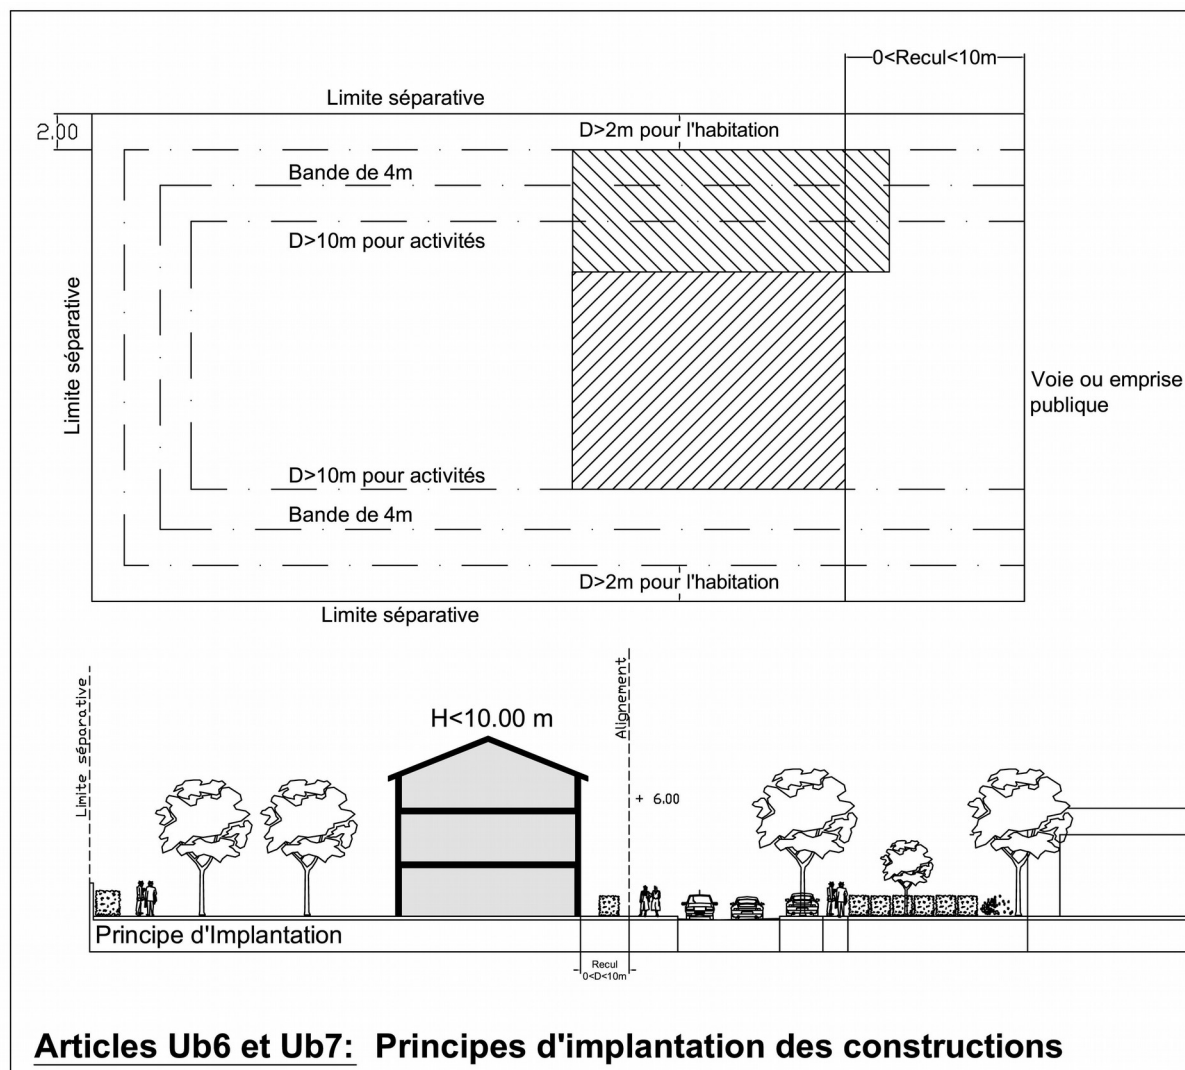 0<Recul<10m
Limite séparative
2.00
D>2m pour l'habitation
Bande de 4m
D>10m pour activités
Limite séparative
Voie ou emprise
publique
D>10m pour activités
Bande de 4m
D>2m pour l'habitation
Limite séparative
Limite séparative
H<10.00 m
Alignement
+ 6.00
Principe d'Implantation
Recul
0<D<10m
Articles Ub6 et Ub7: Principes d'implantation des constructions